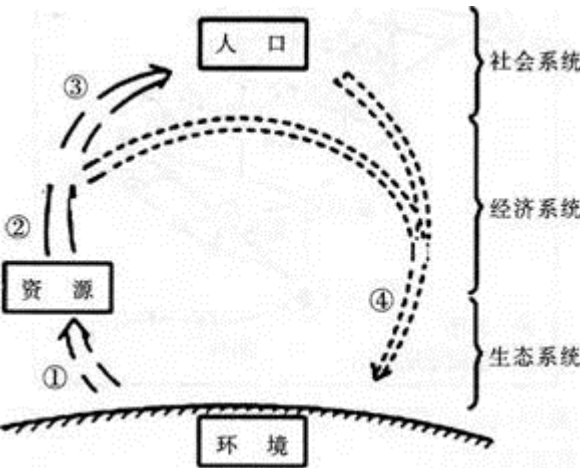 人 口
社会系统
③
经济系统
②
资 源
④
生态系统
①
环 境